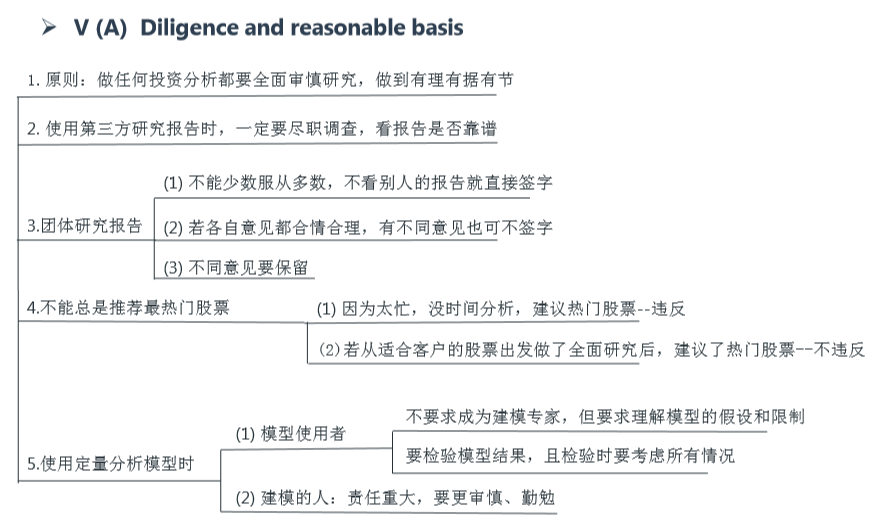 ➢ V (A) Diligence and reasonable basis
1. 原则：做任何投资分析都要全面审慎研究，做到有理有据有节
2. 使用第三方研究报告时，一定要尽职调查，看报告是否靠谱
3.团体研究报告
(1) 不能少数服从多数，不看别人的报告就直接签字
(2) 若各自意见都合情合理，有不同意见也可不签字
(3) 不同意见要保留
4.不能总是推荐最热门股票
(1) 因为太忙，没时间分析，建议热门股票--违反
(2)若从适合客户的股票出发做了全面研究后，建议了热门股票--不违反
5.使用定量分析模型时
(1) 模型使用者
不要求成为建模专家，但要求理解模型的假设和限制
要检验模型结果，且检验时要考虑所有情况
(2) 建模的人：责任重大，要更审慎、勤勉